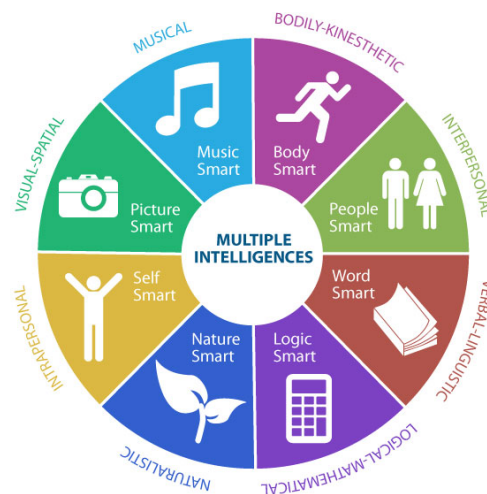 MUSICAL
Music
Smart
BODILY-KINESTHETIC
Body
Smart
INTERPERSONAL
People
Smart
VERBAL-LINGUISTIC
Word
Smart
LOGICAL-MATHEMATICAL
Logic
Smart
NATURALISTIC
Nature
Smart
INTRAPERSONAL
Self
Smart
VISUAL-SPATIAL
Picture
Smart
MULTIPLE
INTELLIGENCES